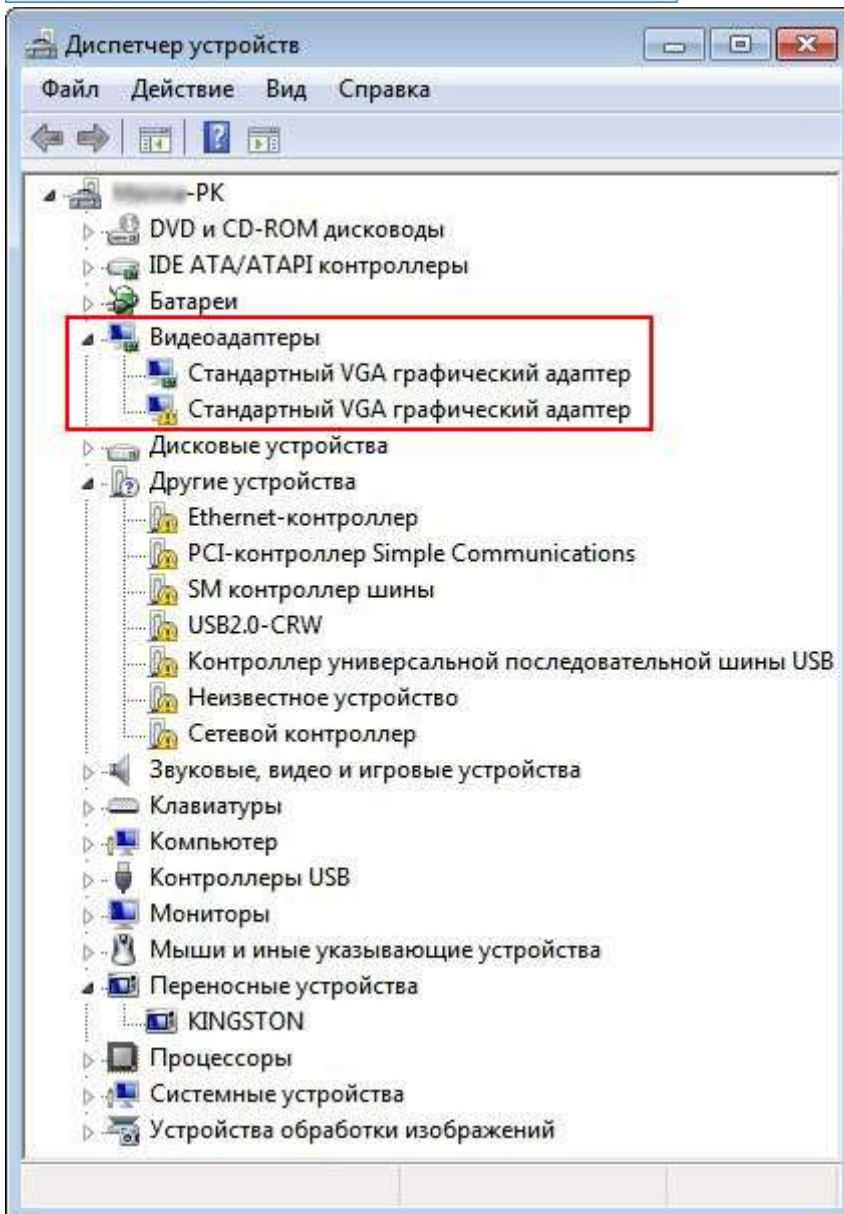 Диспетчер устройств
Файл Действие Вид Справка
-PK
DVD и CD-ROM дисководы
IDE ATA/ATAPI контроллеры
Батареи
Видеоадаптеры
Стандартный VGA графический адаптер
Стандартный VGA графический адаптер
Дисковые устройства
Другие устройства
Ethernet-контроллер
PCI-контроллер Simple Communications
SM контроллер шины
USB2.0-CRW
Контроллер универсальной последовательной шины USB
Неизвестное устройство
Сетевой контроллер
Звуковые, видео и игровые устройства
Клавиатуры
Компьютер
Контроллеры USB
Мониторы
Мыши и иные указывающие устройства
Переносные устройства
KINGSTON
Процессоры
Системные устройства
Устройства обработки изображений